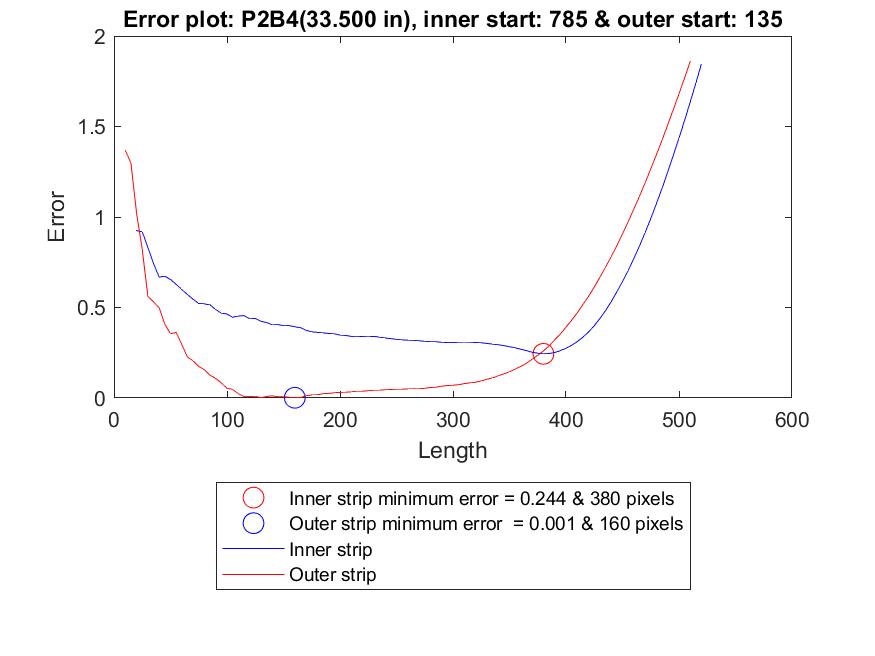 Error plot: P2B4(33.500 in), inner start: 785 & outer start: 135
2
1.5
1
0.5
0
Error
0 100 200 300 400 500 600
Length
Inner strip minimum error = 0.244 & 380 pixels
Outer strip minimum error  = 0.001 & 160 pixels
Inner strip
Outer strip